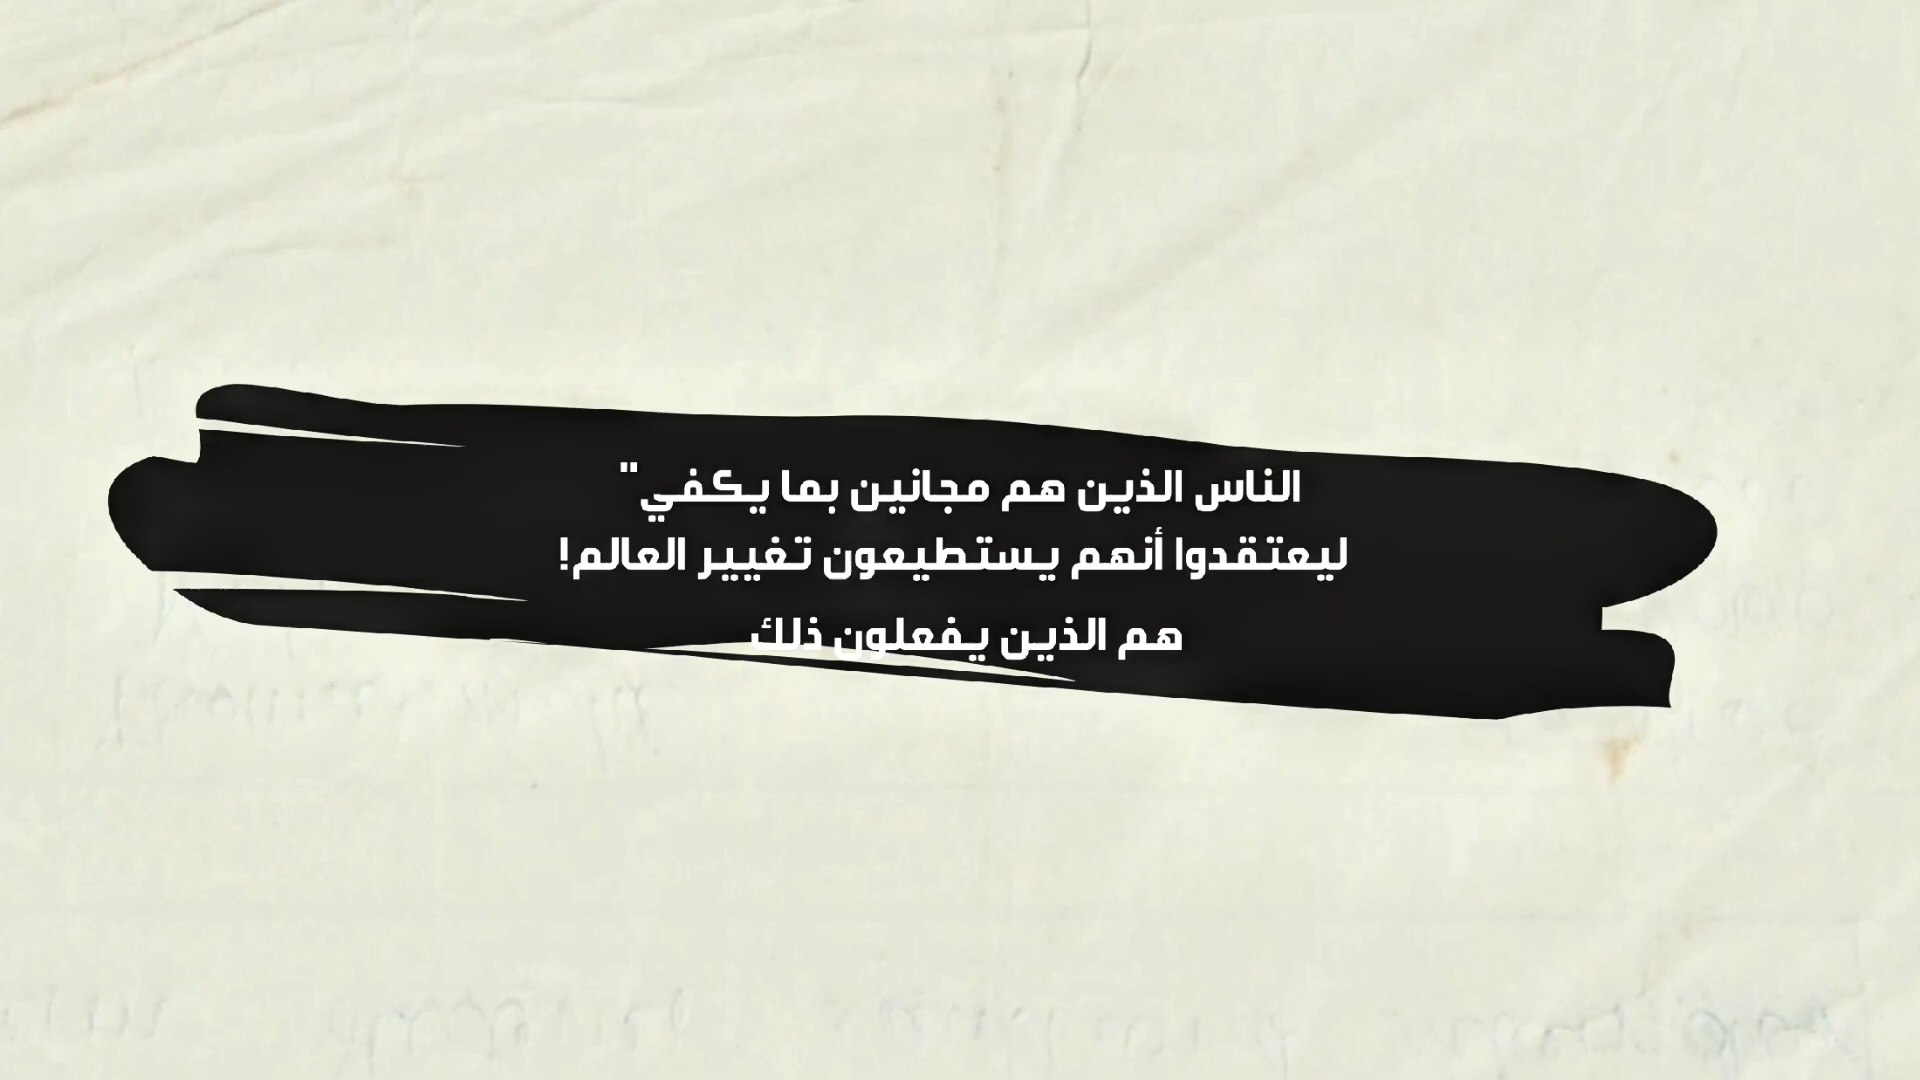 الناس الذين هم مجانين بما يكفي"
ليعتقدوا أنهم يستطيعون تغيير العالم!
هم الذين يفعلون ذلك